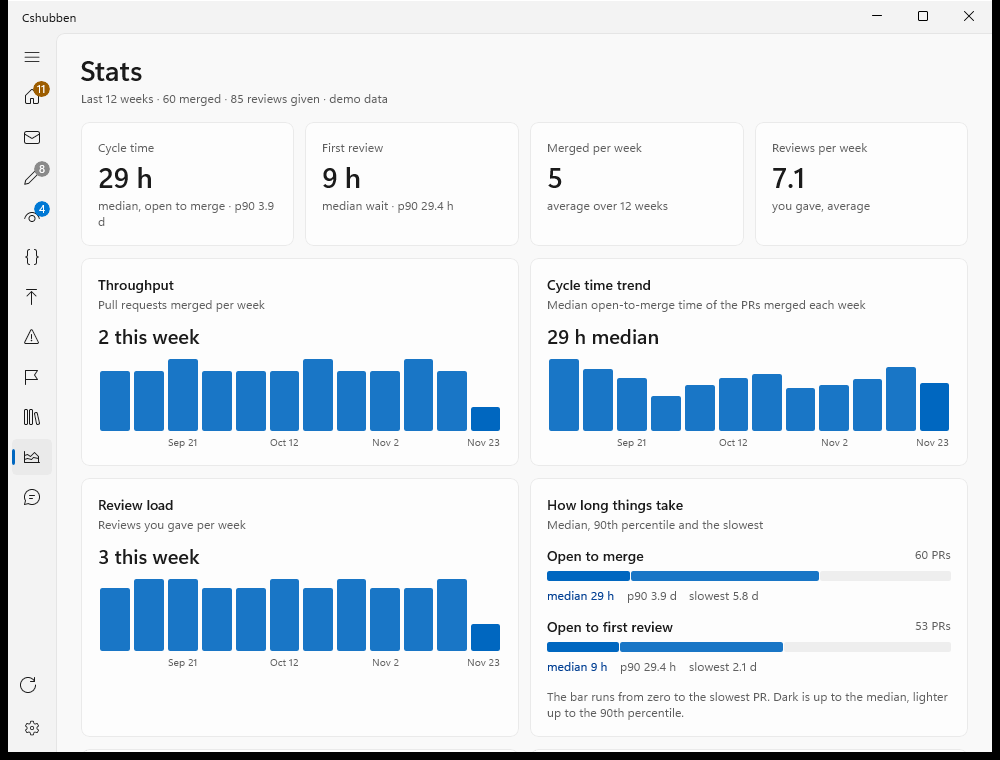 Cshubben
11
8
4
Stats
Last 12 weeks · 60 merged · 85 reviews given · demo data
Cycle time
29 h
median, open to merge · p90 3.9
d
First review
9 h
median wait · p90 29.4 h
Merged per week
5
average over 12 weeks
Reviews per week
7.1
you gave, average
Throughput
Pull requests merged per week
2 this week
Sep 21 Oct 12 Nov 2 Nov 23
Cycle time trend
Median open-to-merge time of the PRs merged each week
29 h median
Sep 21 Oct 12 Nov 2 Nov 23
Review load
Reviews you gave per week
3 this week
Sep 21 Oct 12 Nov 2 Nov 23
How long things take
Median, 90th percentile and the slowest
Open to merge 60 PRs
median 29 h p90 3.9 d slowest 5.8 d
Open to first review 53 PRs
median 9 h p90 29.4 h slowest 2.1 d
The bar runs from zero to the slowest PR. Dark is up to the median, lighter
up to the 90th percentile.